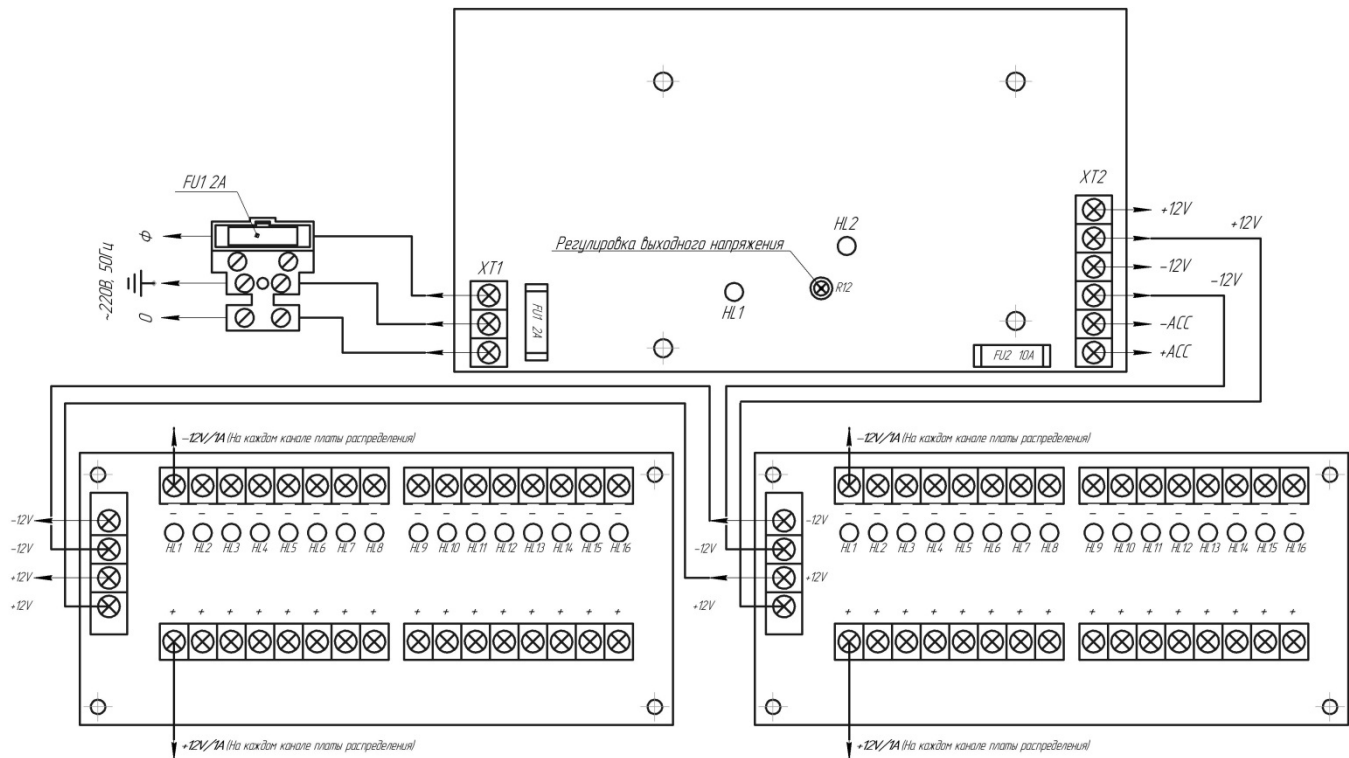 FU1 2A
Ф
~220В, 50Гц
0
XT1
FU1 2A
Регулировка выходного напряжения
HL2
HL1
R12
FU2 10A
XT2
+12V
+12V
-12V
-12V
-ACC
+ACC
-12V/1A (На каждом канале платы распределения)
-12V
-12V
+12V
+12V
- - - - - - - - - - - - - - - -
HL1 HL2 HL3 HL4 HL5 HL6 HL7 HL8 HL9 HL10 HL11 HL12 HL13 HL14 HL15 HL16
+ + + + + + + + + + + + + + + +
+12V/1A (На каждом канале платы распределения)
-12V/1A (На каждом канале платы распределения)
-12V
-12V
+12V
+12V
- - - - - - - - - - - - - - - -
HL1 HL2 HL3 HL4 HL5 HL6 HL7 HL8 HL9 HL10 HL11 HL12 HL13 HL14 HL15 HL16
+ + + + + + + + + + + + + + + +
+12V/1A (На каждом канале платы распределения)